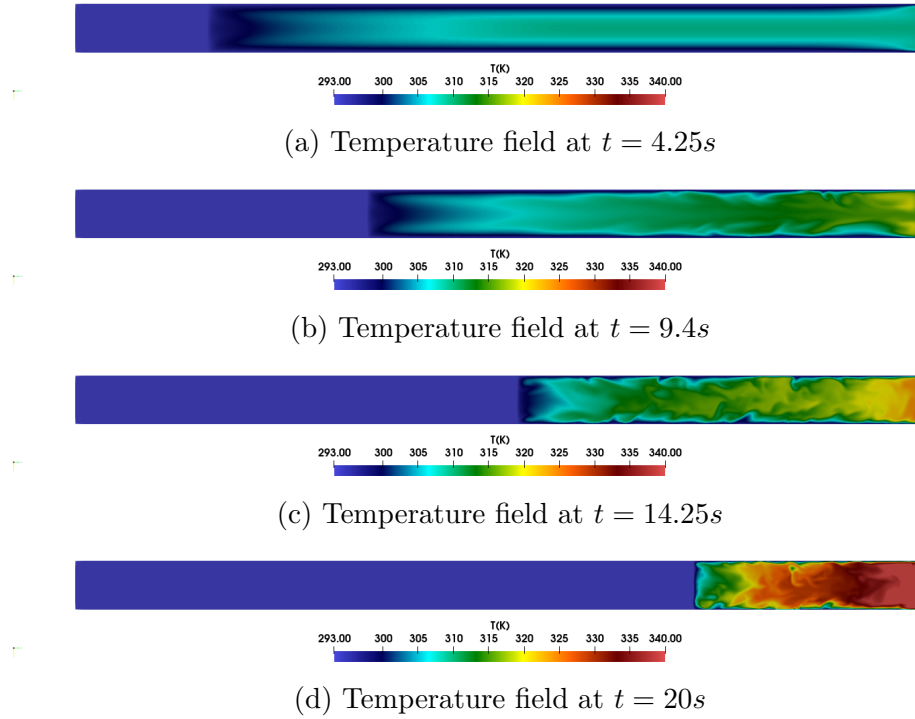 T(K)
293.00 300 305 310 315 320 325 330 335 340.00
(a) Temperature field at t = 4.25s
T(K)
293.00 300 305 310 315 320 325 330 335 340.00
(b) Temperature field at t = 9.4s
T(K)
293.00 300 305 310 315 320 325 330 335 340.00
(c) Temperature field at t = 14.25s
T(K)
293.00 300 305 310 315 320 325 330 335 340.00
(d) Temperature field at t = 20s